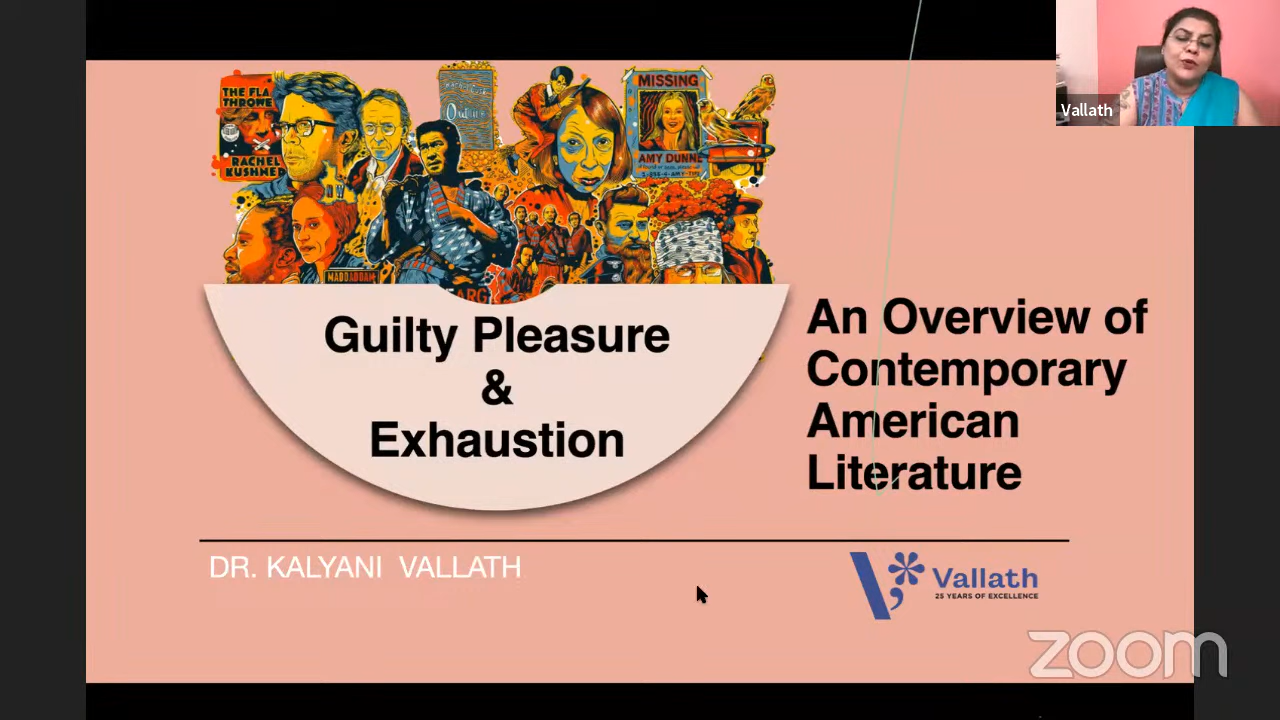 Vallath
THE FLA
THROWE
RACHEL
KUSHNER
MISSING
AMY DUNNE
MADDADDAM
Guilty Pleasure
&
Exhaustion
An Overview of
Contemporary
American
Literature
DR. KALYANI VALLATH
Vallath
25 YEARS OF EXCELLENCE
zoom